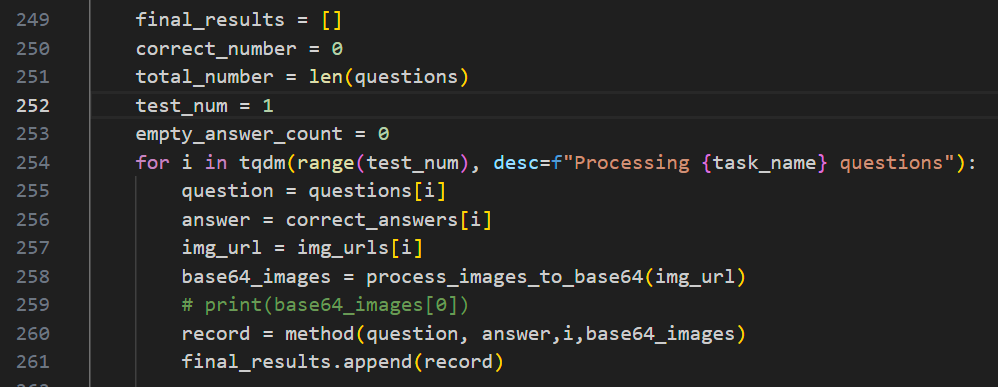 249 final_results = []
250 correct_number = 0
251 total_number = len(questions)
252 test_num = 1
253 empty_answer_count = 0
254 for i in tqdm(range(test_num), desc=f"Processing {task_name} questions"):
255 question = questions[i]
256 answer = correct_answers[i]
257 img_url = img_urls[i]
258 base64_images = process_images_to_base64(img_url)
259 # print(base64_images[0])
260 record = method(question, answer,i,base64_images)
261 final_results.append(record)